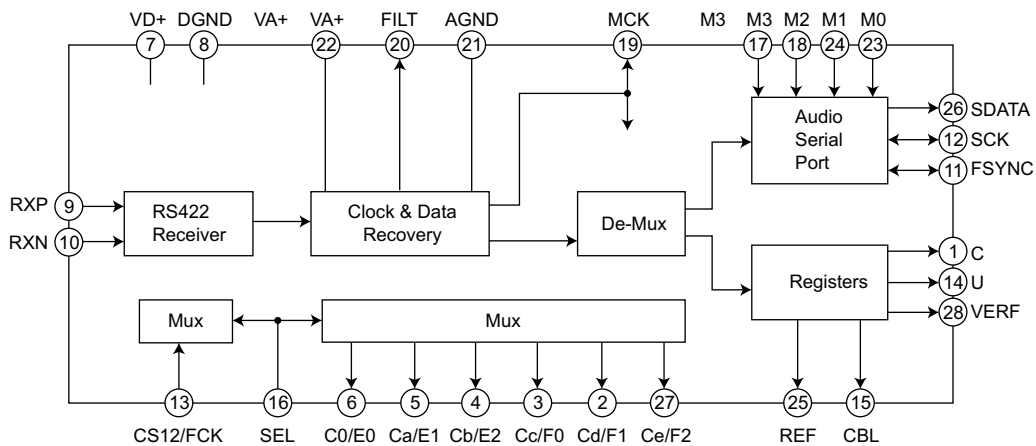 VD+ DGND VA+ VA+ FILT AGND MCK M3 M3 M2 M1 M0
7 8 22 20 21 19 17 18 24 23
Audio
Serial
Port
26 SDATA
12 SCK
11 FSYNC
RXP 9
RXN 10
RS422
Receiver
Clock & Data
Recovery
De-Mux
Registers
1 C
14 U
28 VERF
Mux
Mux
13 16 6 5 4 3 2 27 25 15
CS12/FCK SEL C0/E0 Ca/E1 Cb/E2 Cc/F0 Cd/F1 Ce/F2 REF CBL